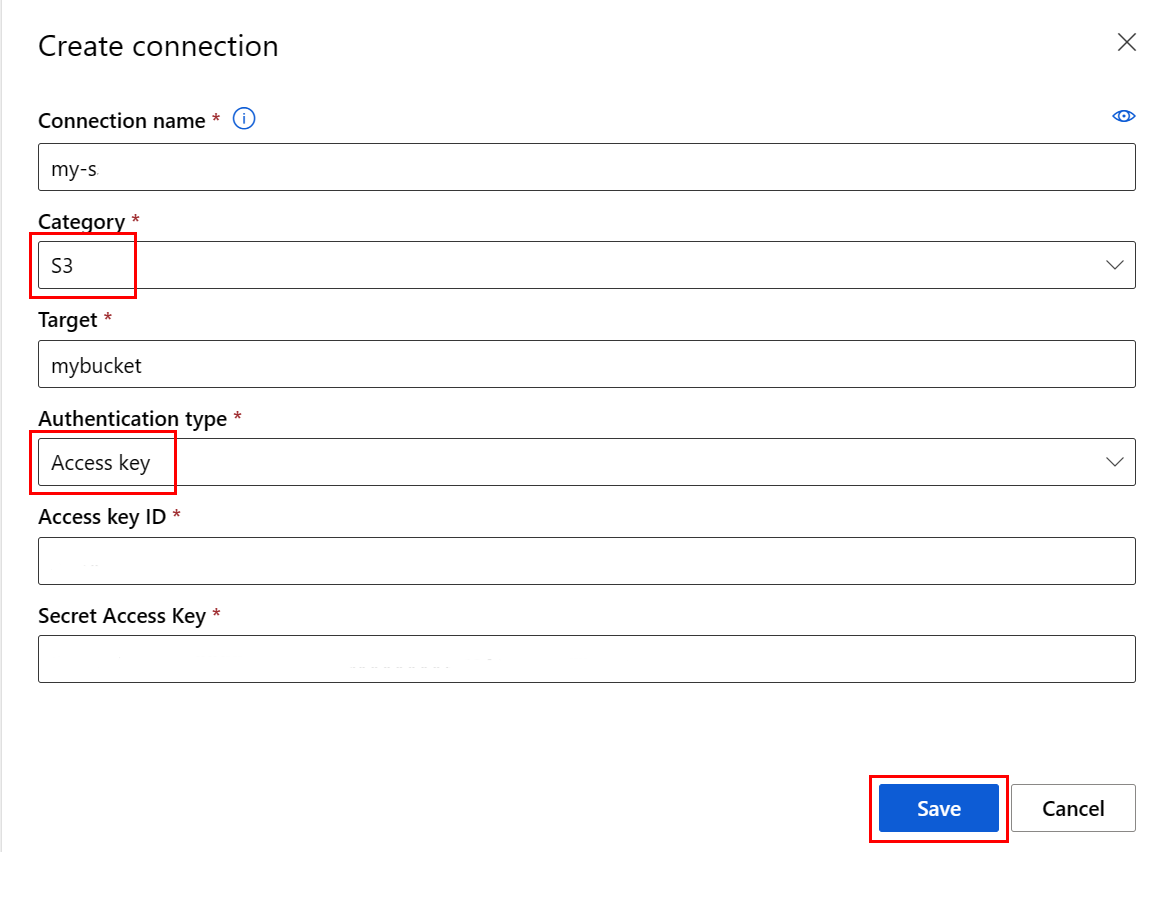 Create connection
Connection name *
my-s
Category *
S3
Target *
mybucket
Authentication type *
Access key
Access key ID *
Secret Access Key *
Save
Cancel